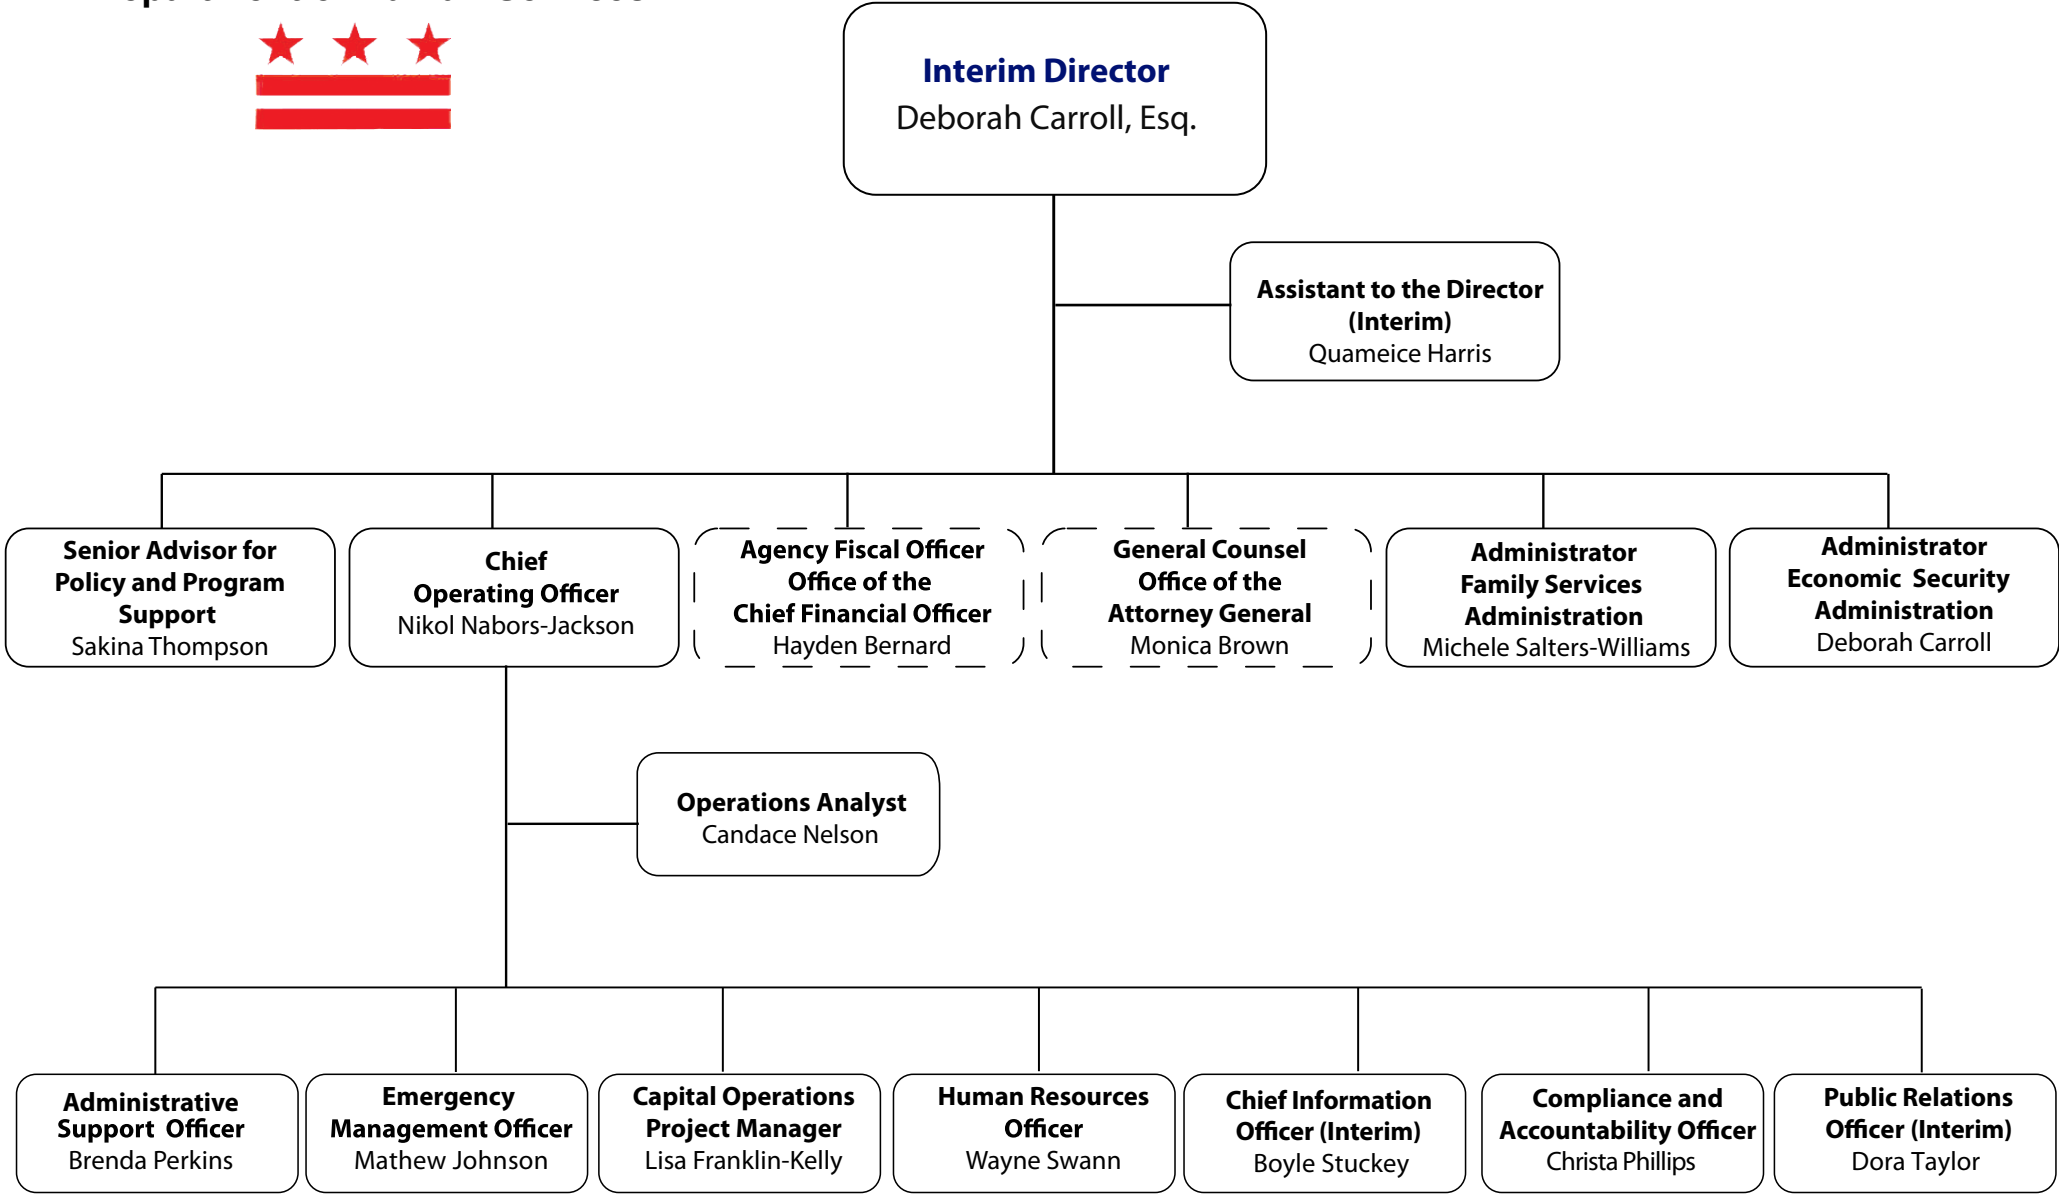 Interim Director
Deborah Carroll, Esq.
Assistant to the Director
(Interim)
Quameice Harris
Senior Advisor for
Policy and Program
Support
Sakina Thompson
Chief
Operating Officer
Nikol Nabors-Jackson
Agency Fiscal Officer
Office of the
Chief Financial Officer
Hayden Bernard
General Counsel
Office of the
Attorney General
Monica Brown
Administrator
Family Services
Administration
Michele Salters-Williams
Administrator
Economic Security
Administration
Deborah Carroll
Operations Analyst
Candace Nelson
Administrative
Support Officer
Brenda Perkins
Emergency
Management Officer
Mathew Johnson
Capital Operations
Project Manager
Lisa Franklin-Kelly
Human Resources
Officer
Wayne Swann
Chief Information
Officer (Interim)
Boyle Stuckey
Compliance and
Accountability Officer
Christa Phillips
Public Relations
Officer (Interim)
Dora Taylor